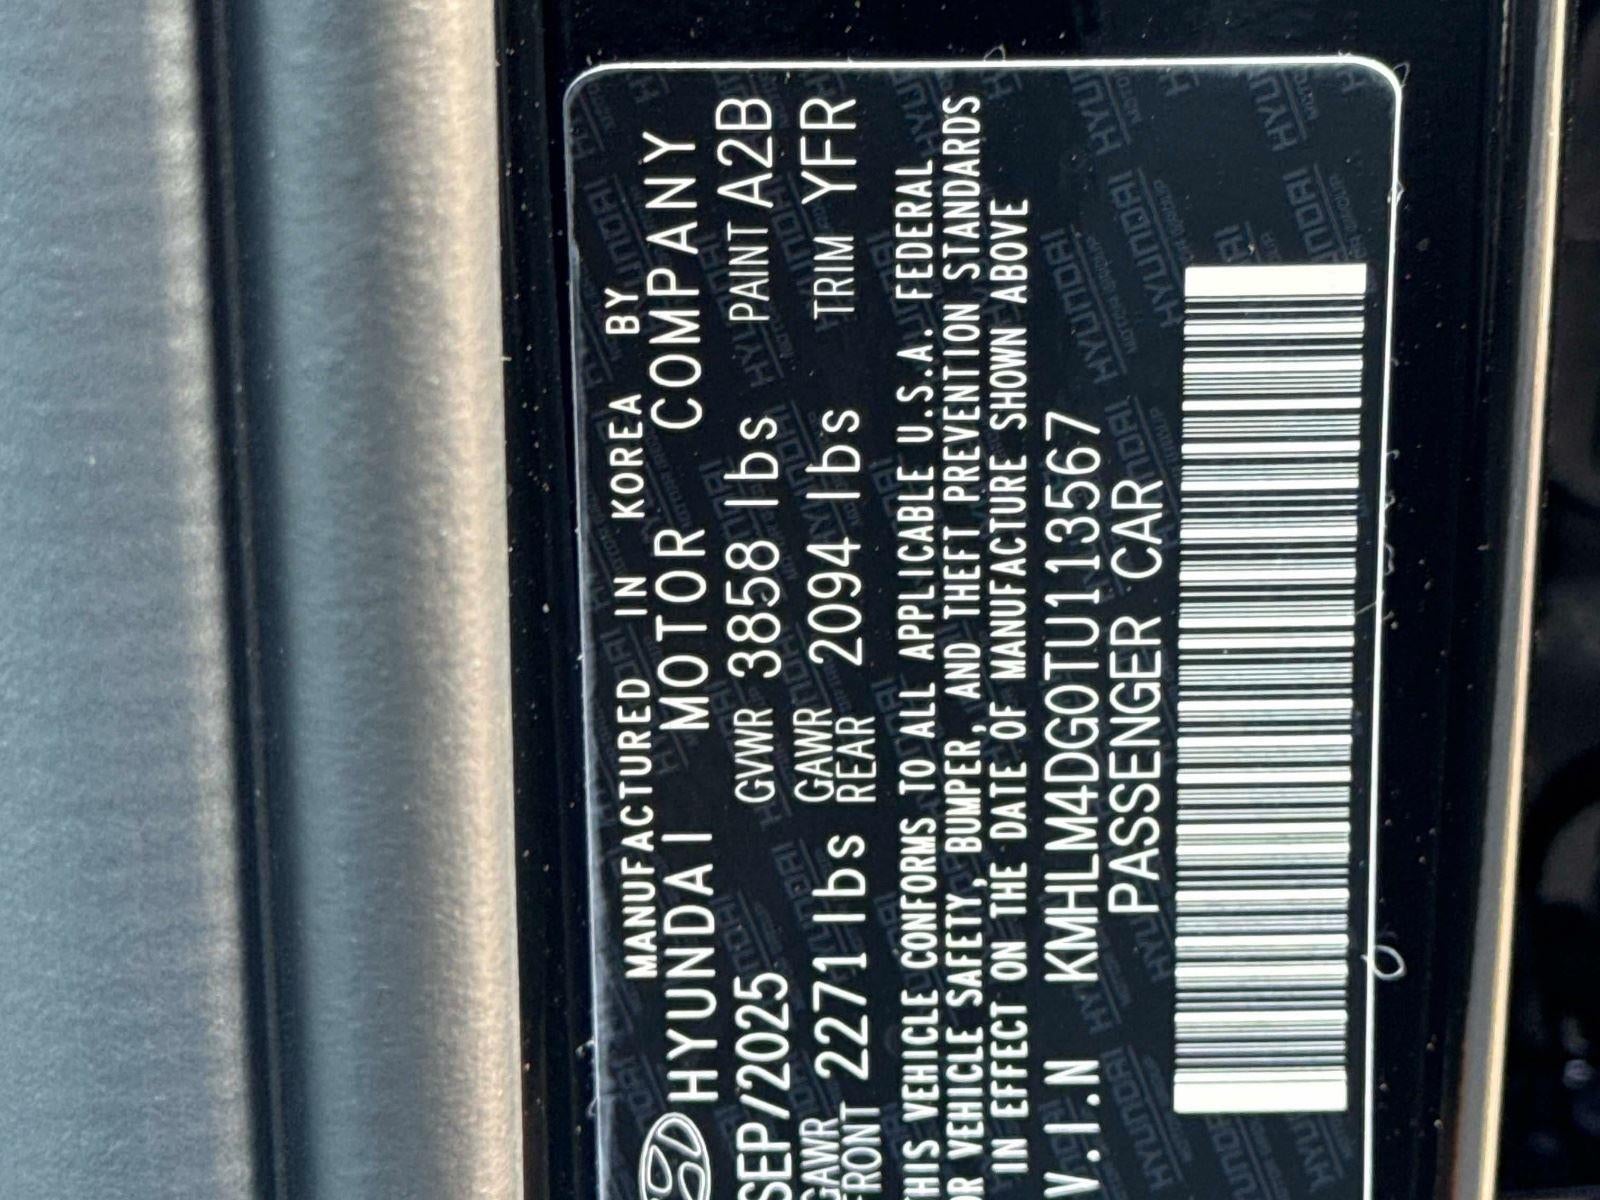 MANUFACTURED IN KOREA BY
HYUNDAI MOTOR COMPANY
SEP/2025 GVWR 3858 lbs PAINT A2B
GAWR FRONT 2271 lbs GAWR REAR 2094 lbs TRIM YFR
THIS VEHICLE CONFORMS TO ALL APPLICABLE U.S.A. FEDERAL
OR VEHICLE SAFETY, BUMPER, AND THEFT PREVENTION STANDARDS
IN EFFECT ON THE DATE OF MANUFACTURE SHOWN ABOVE
V.I.N KMHLM4DG0TU113567
PASSENGER CAR